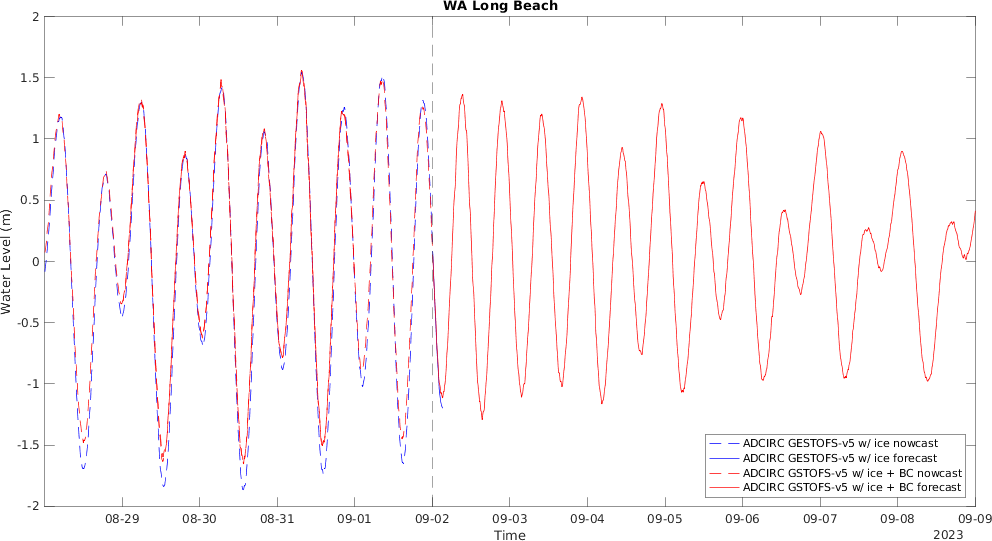 WA Long Beach
2
1.5
1
0.5
0
-0.5
-1
-1.5
-2
Water Level (m)
ADCIRC GESTOFS-v5 w/ ice nowcast
ADCIRC GESTOFS-v5 w/ ice forecast
ADCIRC GSTOFS-v5 w/ ice + BC nowcast
ADCIRC GSTOFS-v5 w/ ice + BC forecast
08-29 08-30 08-31 09-01 09-02 09-03 09-04 09-05 09-06 09-07 09-08 09-09
Time
2023